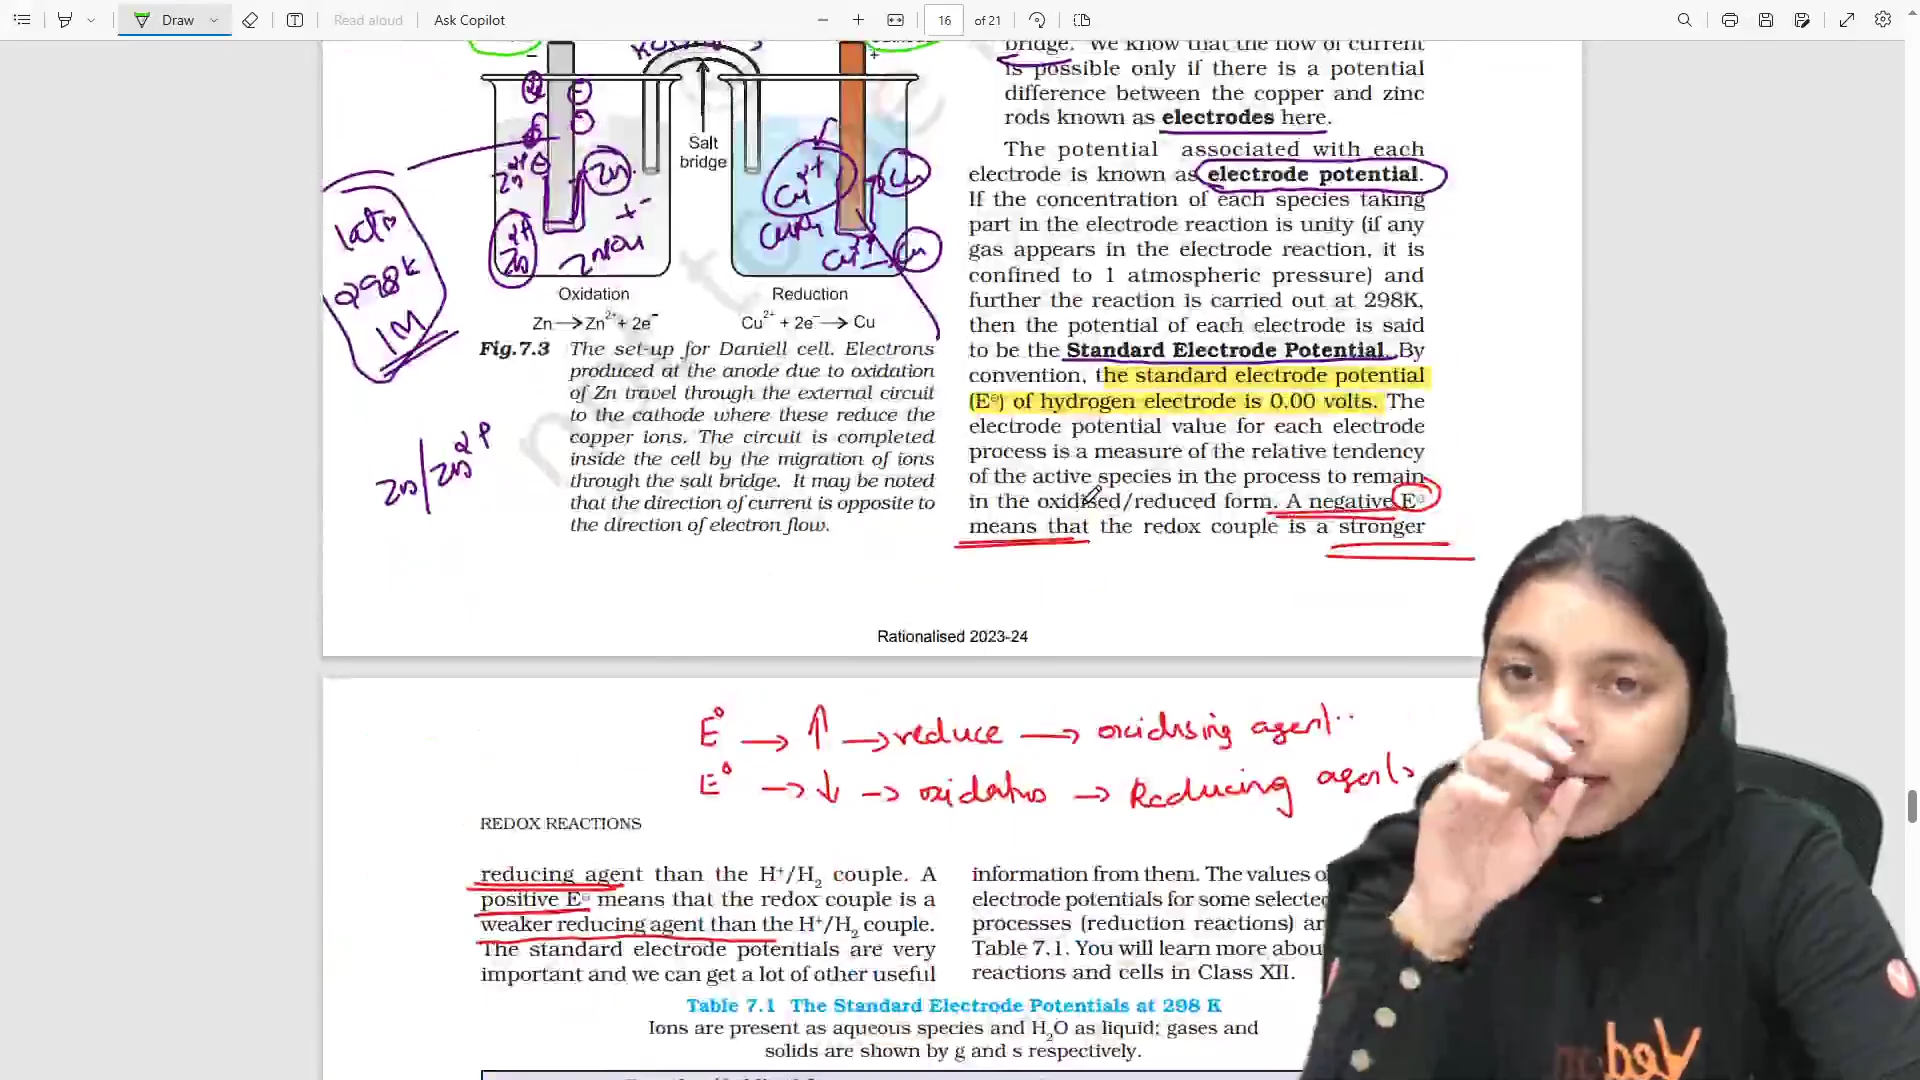 Draw
Read aloud
Ask Copilot
16
of 21
−
+
Salt
bridge
Oxidation
Reduction
Zn→Zn²⁺+ 2e⁻
Cu²⁺ + 2e⁻→ Cu
Zn
Zn²⁺
Cu²⁺
Cu
Cu
1 atm
298K
1M
Zn/Zn²⁺
Fig.7.3 The set-up for Daniell cell. Electrons
produced at the anode due to oxidation
of Zn travel through the external circuit
to the cathode where these reduce the
copper ions. The circuit is completed
inside the cell by the migration of ions
through the salt bridge. It may be noted
that the direction of current is opposite to
the direction of electron flow.
bridge. We know that the flow of current
is possible only if there is a potential
difference between the copper and zinc
rods known as electrodes here.
The potential associated with each
electrode is known as electrode potential.
If the concentration of each species taking
part in the electrode reaction is unity (if any
gas appears in the electrode reaction, it is
confined to 1 atmospheric pressure) and
further the reaction is carried out at 298K,
then the potential of each electrode is said
to be the Standard Electrode Potential. By
convention, the standard electrode potential
(E⊖) of hydrogen electrode is 0.00 volts. The
electrode potential value for each electrode
process is a measure of the relative tendency
of the active species in the process to remain
in the oxidised/reduced form. A negative E⊖
means that the redox couple is a stronger
Rationalised 2023-24
E⁰ → ↑ → reduce → oxidising agent..
E⁰ → ↓ → → Reducing agent
REDOX REACTIONS
reducing agent than the H⁺/H₂ couple. A
positive E⊖ means that the redox couple is a
weaker reducing agent than the H⁺/H₂ couple.
The standard electrode potentials are very
important and we can get a lot of other useful
information from them. The values
electrode potentials for some
processes (reduction reactions)
Table 7.1. You will learn more
reactions and cells in Class XII.
Table 7.1 The Standard Electrode Potentials at 298 K
Ions are present as aqueous species and H₂O as liquid; gases and
solids are shown by g and s respectively.